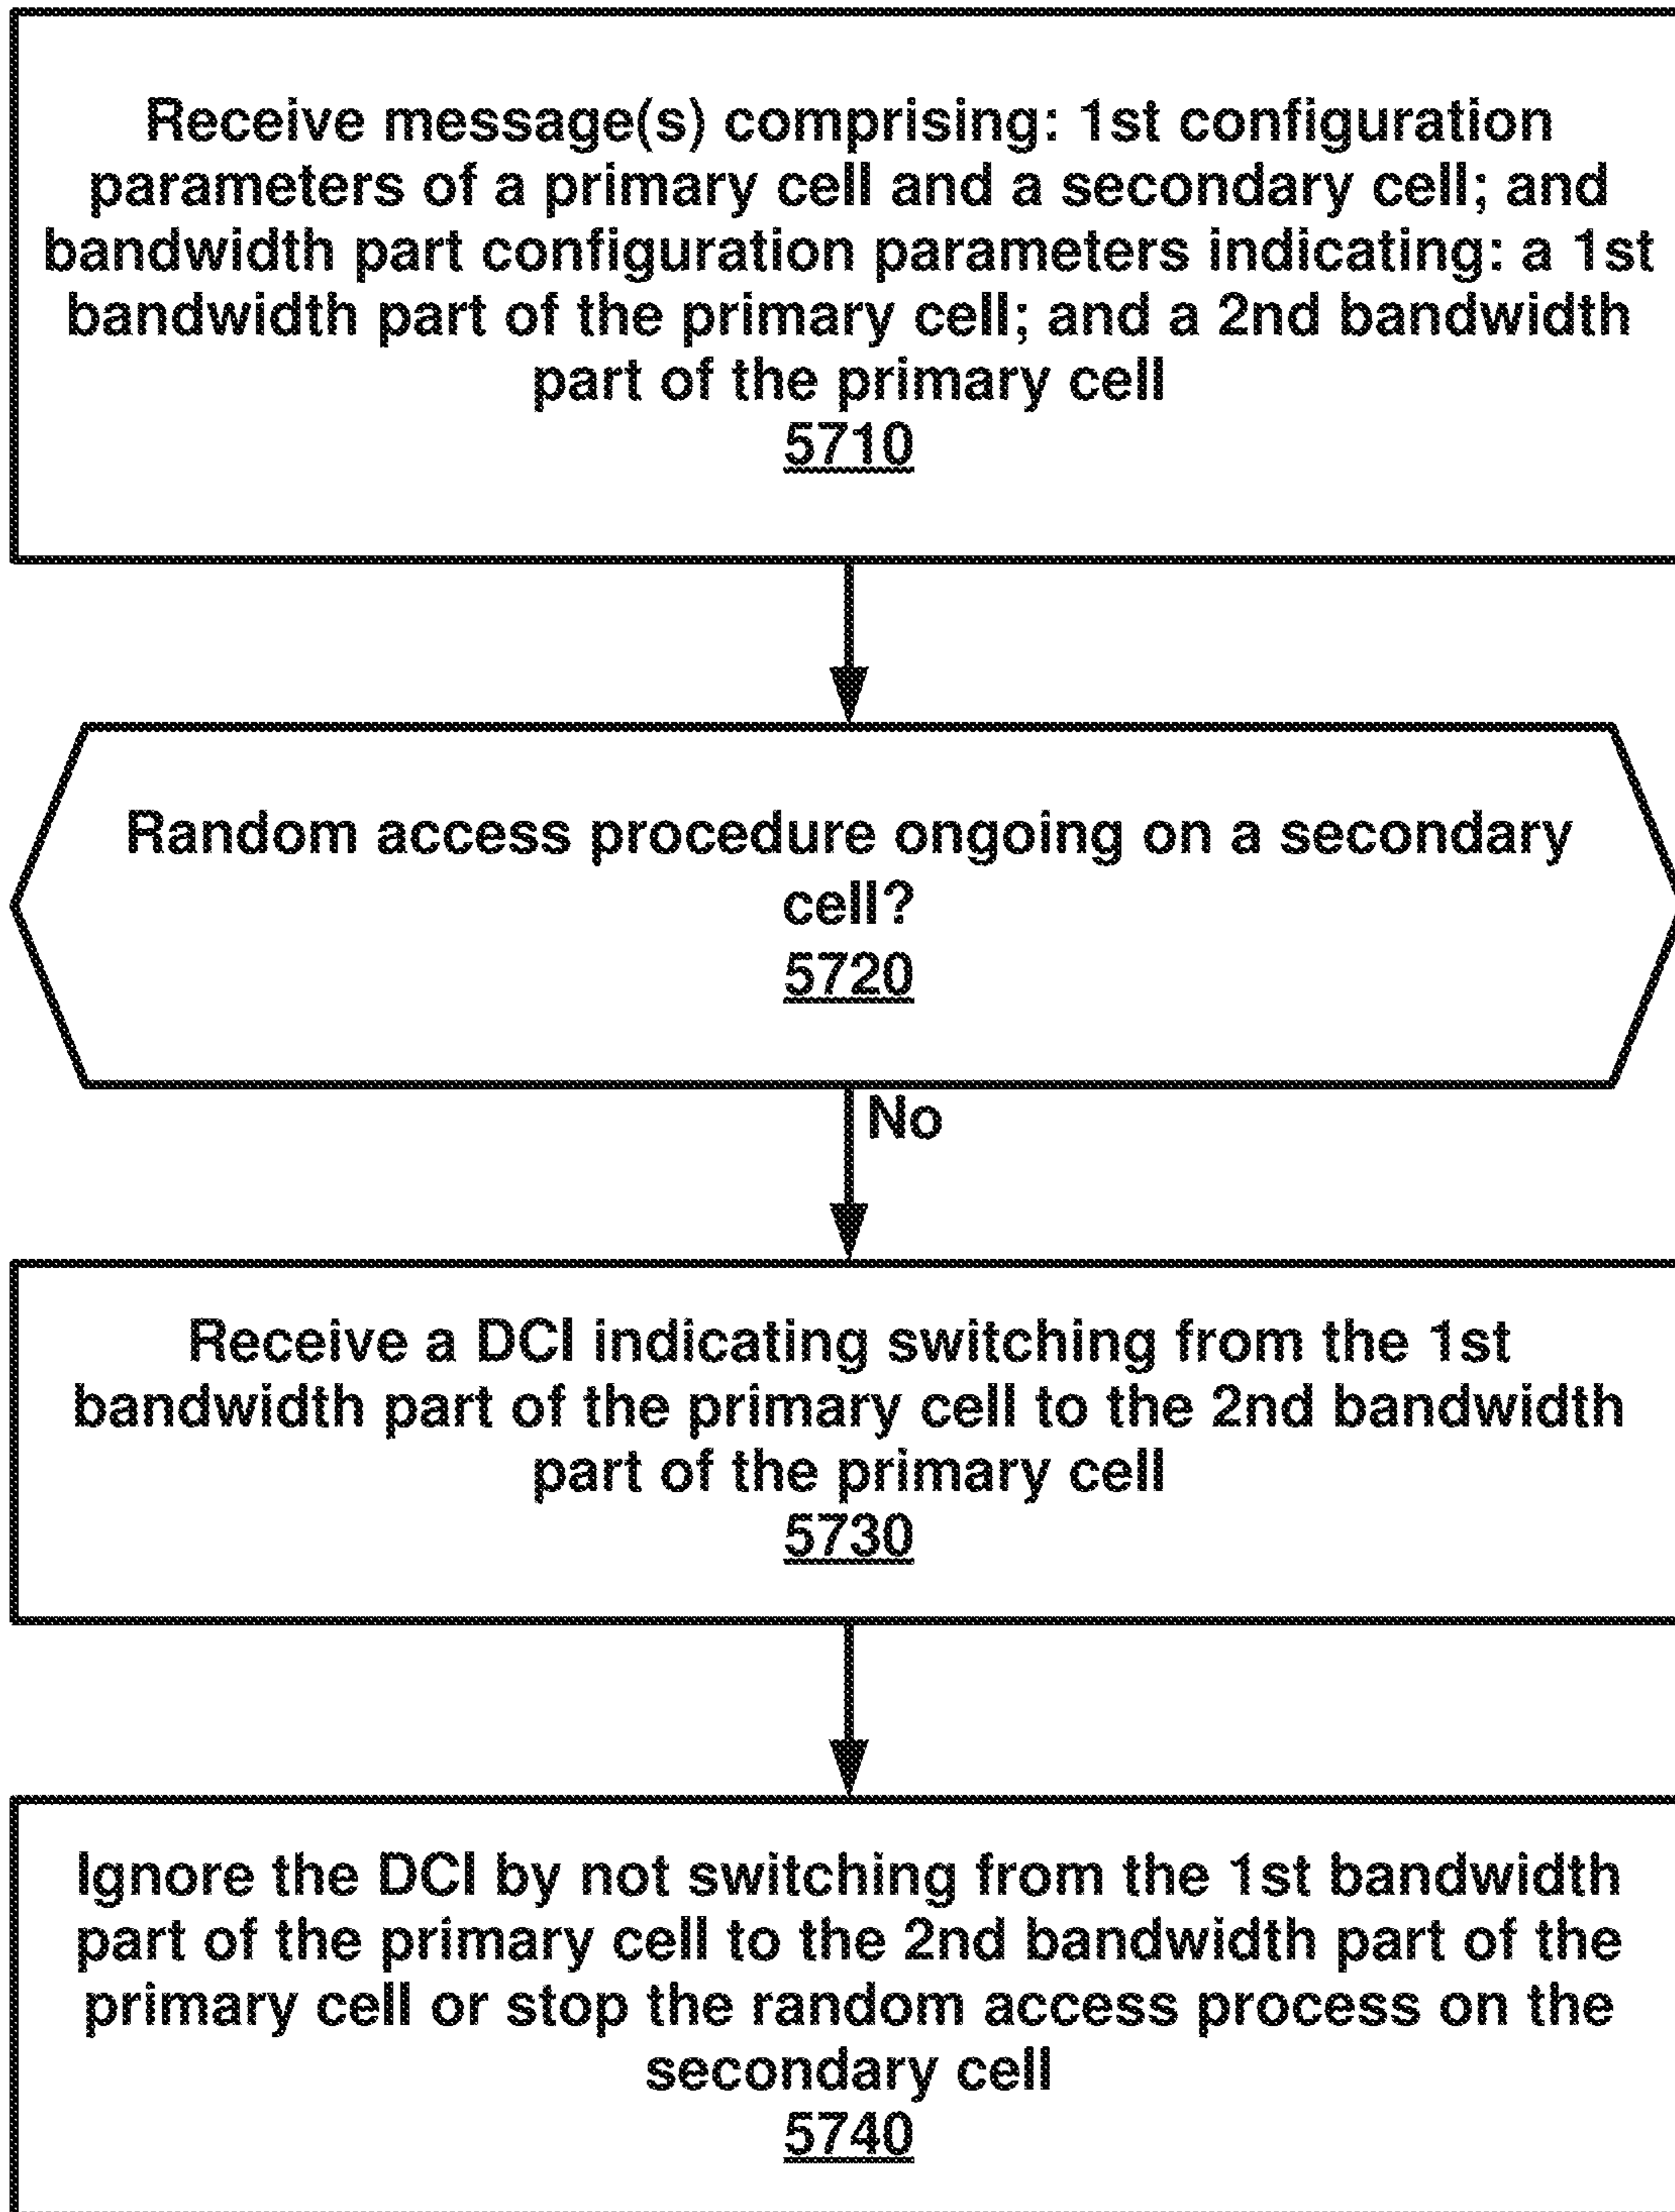 Receive message(s) comprising: 1st configuration
parameters of a primary cell and a secondary cell; and
bandwidth part configuration parameters indicating: a 1st
bandwidth part of the primary cell; and a 2nd bandwidth
part of the primary cell
5710
Random access procedure ongoing on a secondary
cell?
5720
No
Receive a DCI indicating switching from the 1st
bandwidth part of the primary cell to the 2nd bandwidth
part of the primary cell
5730
Ignore the DCI by not switching from the 1st bandwidth
part of the primary cell to the 2nd bandwidth part of the
primary cell or stop the random access process on the
secondary cell
5740